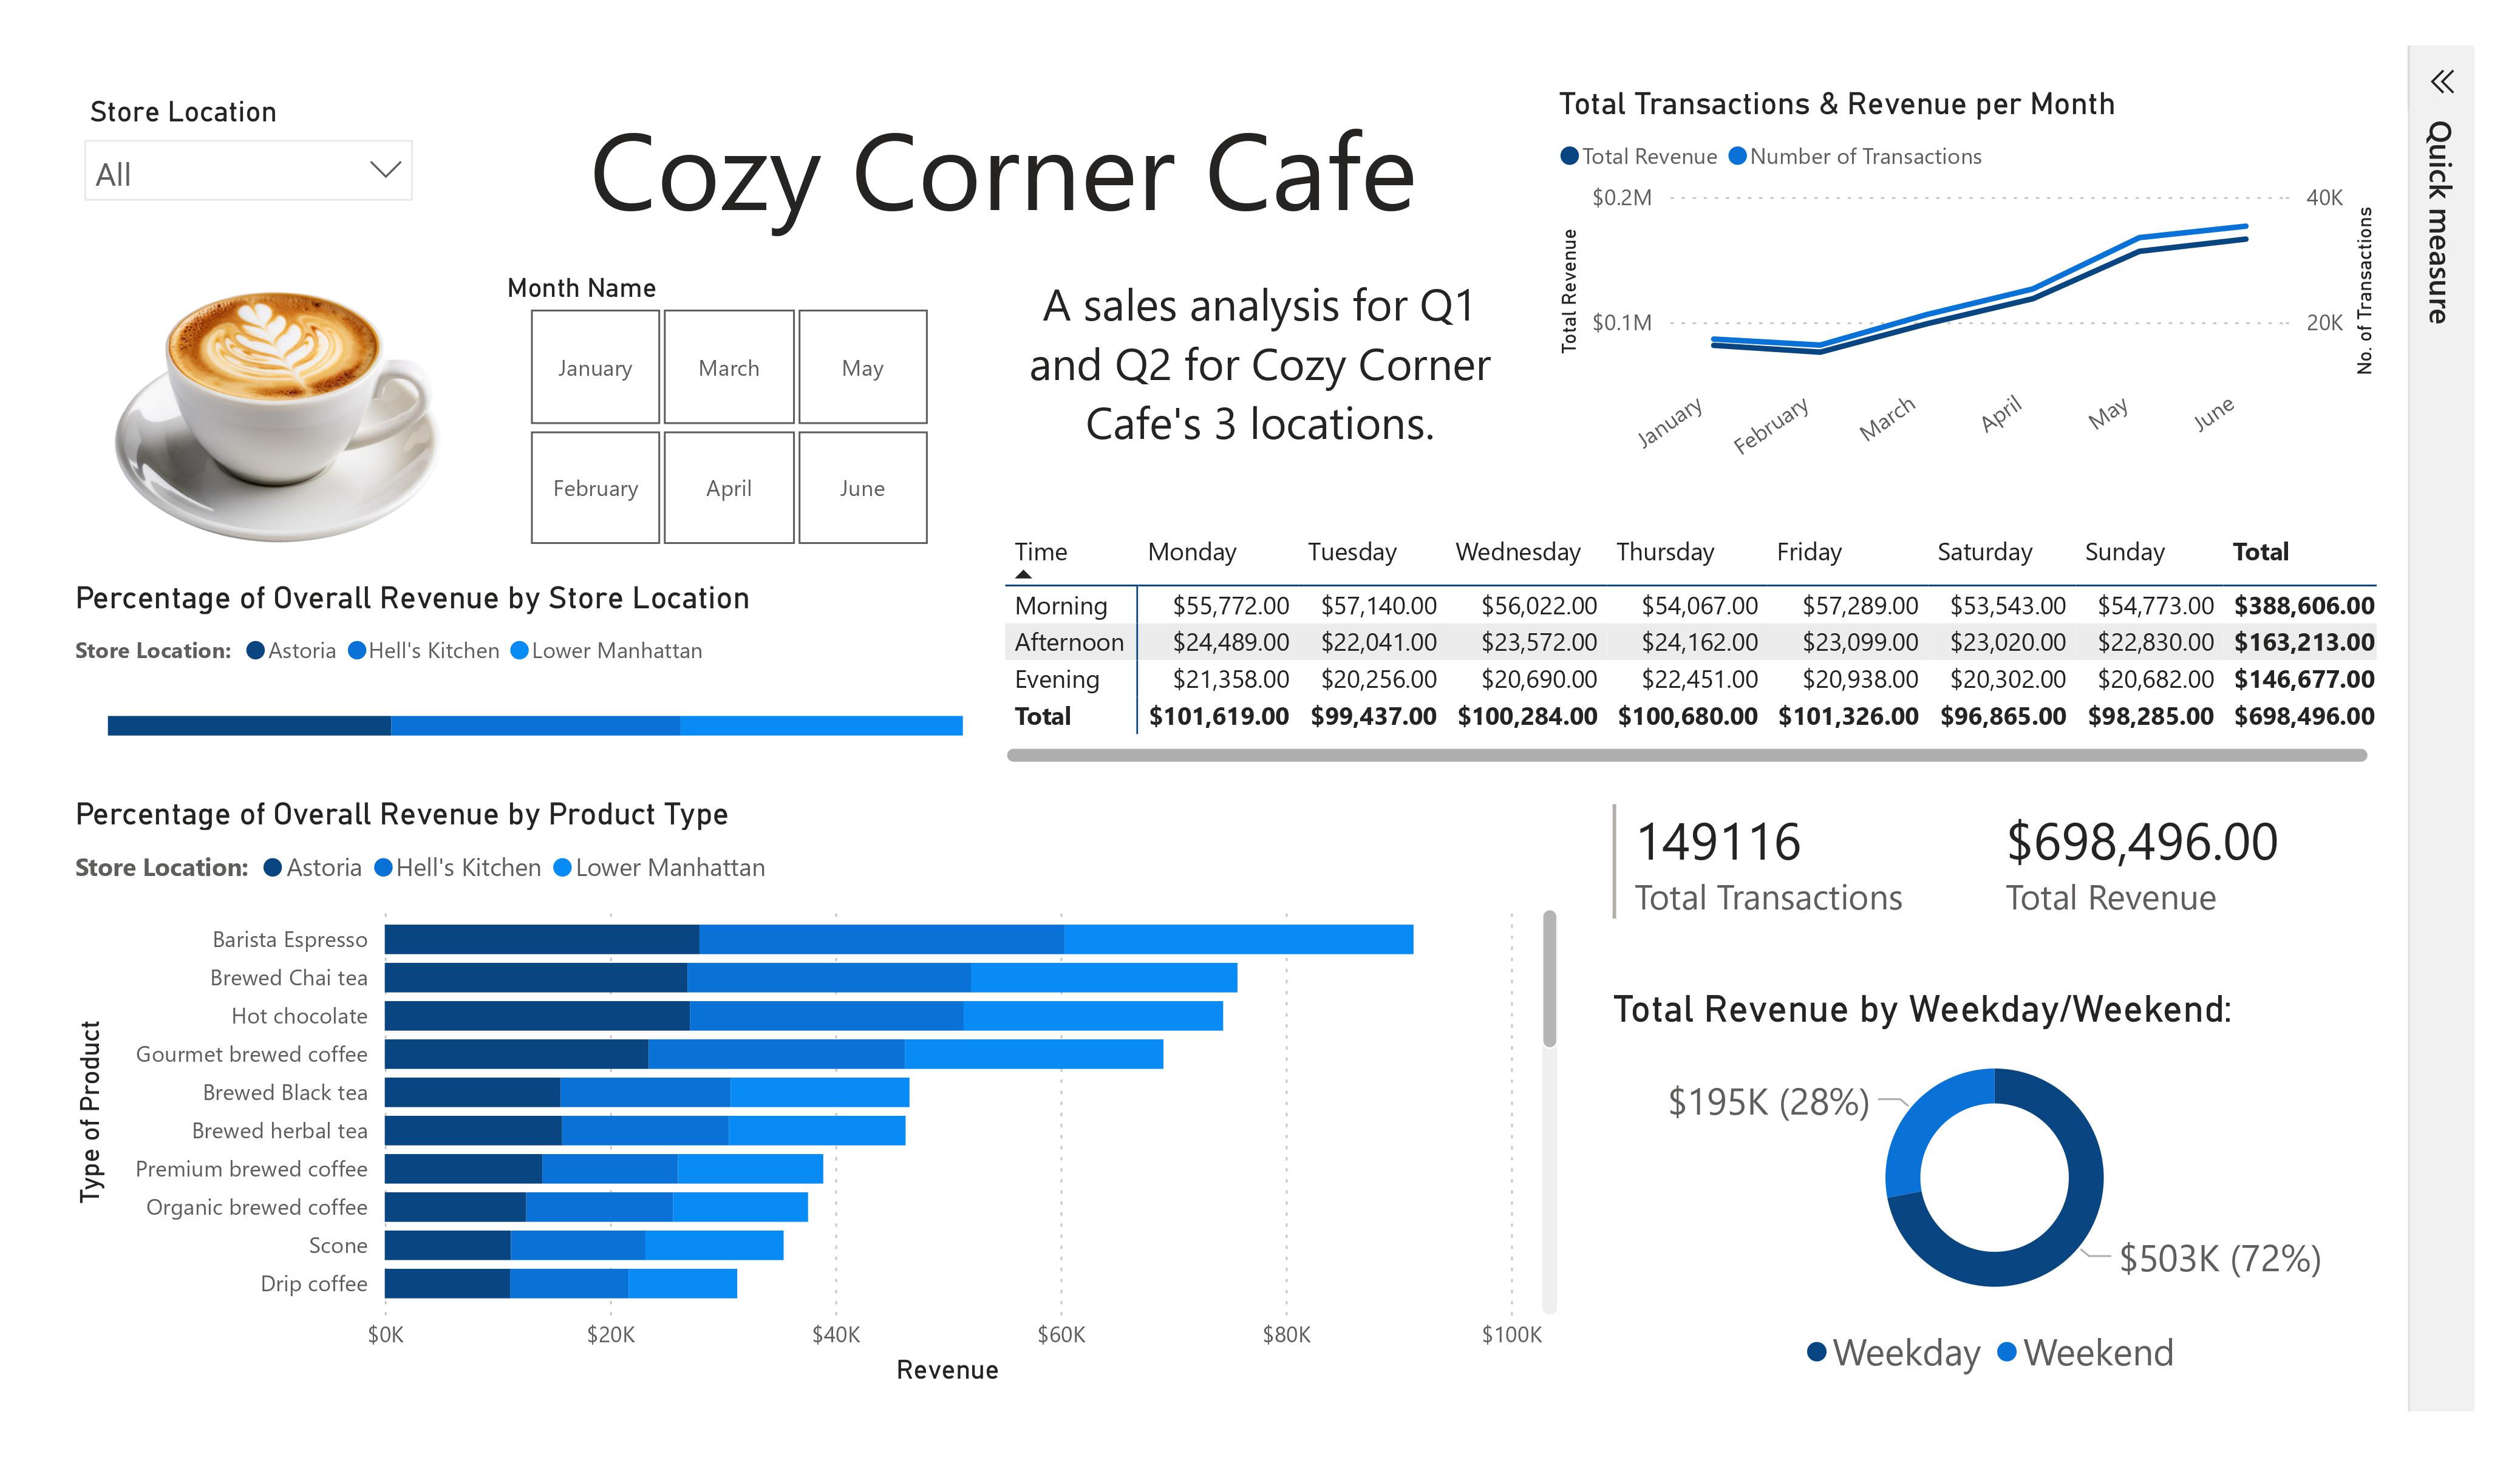 Store Location
All
Cozy Corner Cafe
Month Name
January
March
May
February
April
June
A sales analysis for Q1
and Q2 for Cozy Corner
Cafe's 3 locations.
Total Transactions & Revenue per Month
Total Revenue Number of Transactions
Total Revenue
$0.2M
$0.1M
40K
20K
No. of Transactions
January
February
March
April
May
June
Quick measure
Percentage of Overall Revenue by Store Location
Store Location: Astoria Hell's Kitchen Lower Manhattan
Time Monday Tuesday Wednesday Thursday Friday Saturday Sunday Total
Morning $55,772.00 $57,140.00 $56,022.00 $54,067.00 $57,289.00 $53,543.00 $54,773.00 $388,606.00
Afternoon $24,489.00 $22,041.00 $23,572.00 $24,162.00 $23,099.00 $23,020.00 $22,830.00 $163,213.00
Evening $21,358.00 $20,256.00 $20,690.00 $22,451.00 $20,938.00 $20,302.00 $20,682.00 $146,677.00
Total $101,619.00 $99,437.00 $100,284.00 $100,680.00 $101,326.00 $96,865.00 $98,285.00 $698,496.00
Percentage of Overall Revenue by Product Type
Store Location: Astoria Hell's Kitchen Lower Manhattan
Type of Product
Barista Espresso
Brewed Chai tea
Hot chocolate
Gourmet brewed coffee
Brewed Black tea
Brewed herbal tea
Premium brewed coffee
Organic brewed coffee
Scone
Drip coffee
$0K $20K $40K $60K $80K $100K
Revenue
149116
Total Transactions
$698,496.00
Total Revenue
Total Revenue by Weekday/Weekend:
$195K (28%)
$503K (72%)
Weekday Weekend